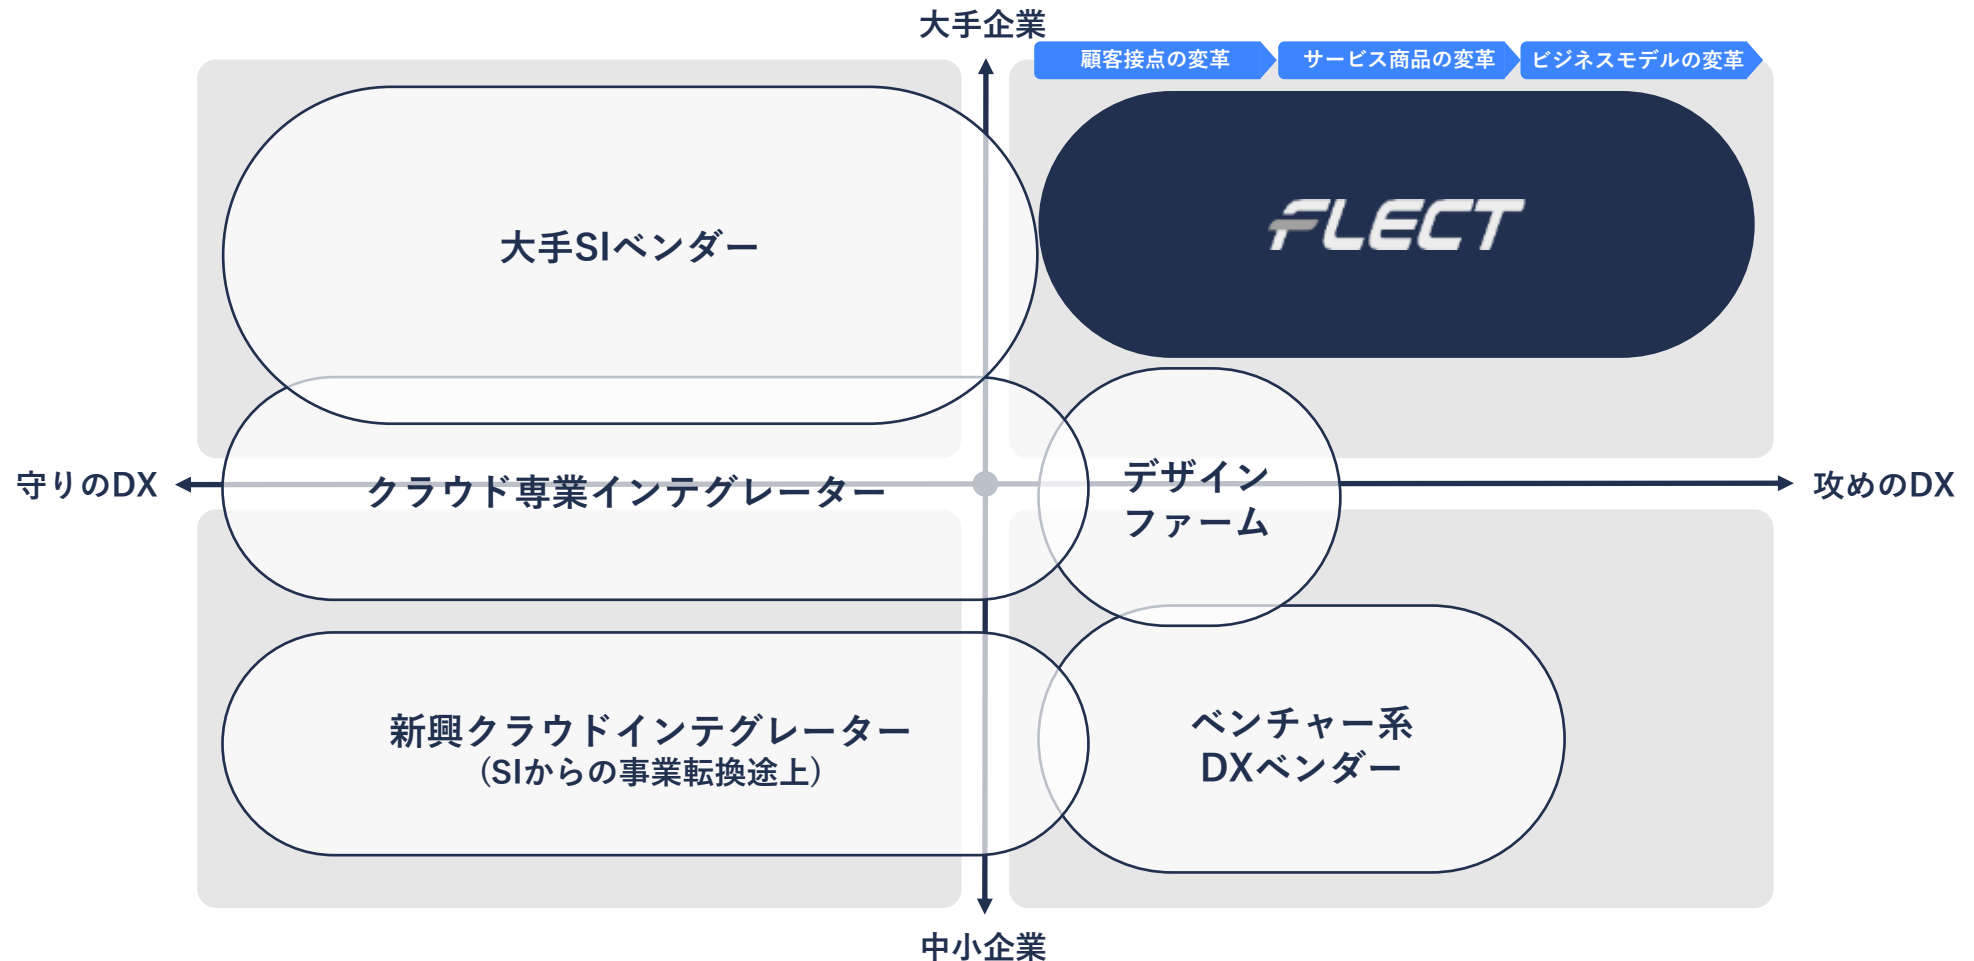 大手企業
顧客接点の変革
サービス商品の変革
ビジネスモデルの変革
FLECT
大手SIベンダー
守りのDX
クラウド専業インテグレーター
デザイン
ファーム
攻めのDX
新興クラウドインテグレーター
(SIからの事業転換途上)
ベンチャー系
DXベンダー
中小企業